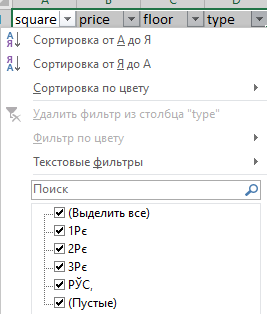 A B C D
square price floor type
Сортировка от А до Я
Сортировка от Я до А
Сортировка по цвету
Удалить фильтр из столбца "type"
Фильтр по цвету
Текстовые фильтры
Поиск
(Выделить все)
1Рє
2Рє
3Рє
РЎС‚
(Пустые)